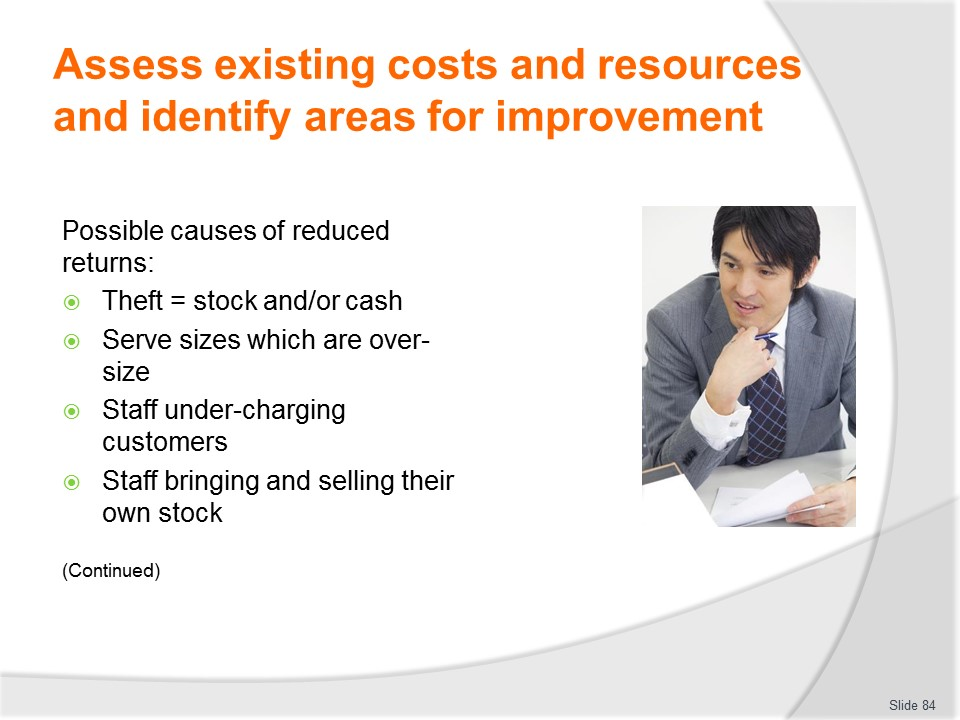 Assess existing costs and resources
and identify areas for improvement
Possible causes of reduced
returns:
Theft = stock and/or cash
Serve sizes which are over-
size
Staff under-charging
customers
Staff bringing and selling their
own stock
(Continued)
Slide 84